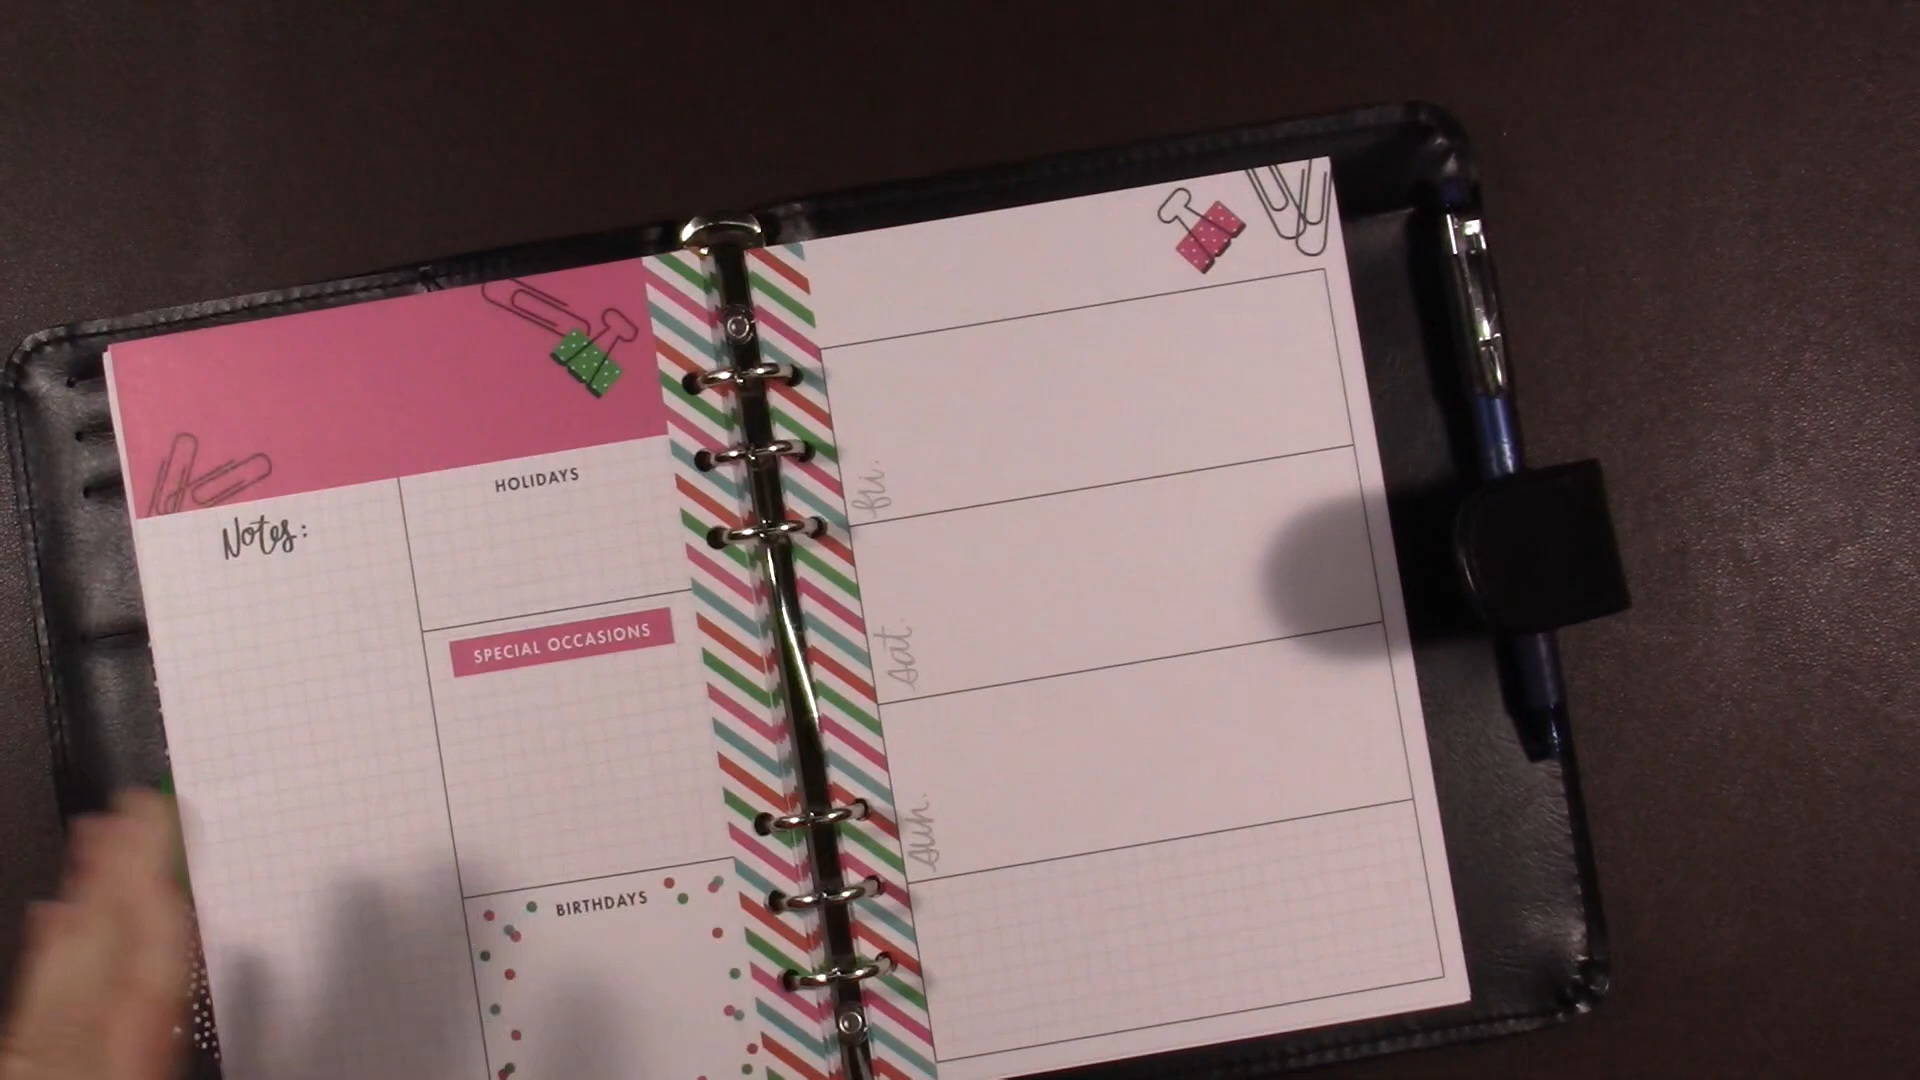 Notes:
HOLIDAYS
SPECIAL OCCASIONS
BIRTHDAYS
fri.
sat.
sun.